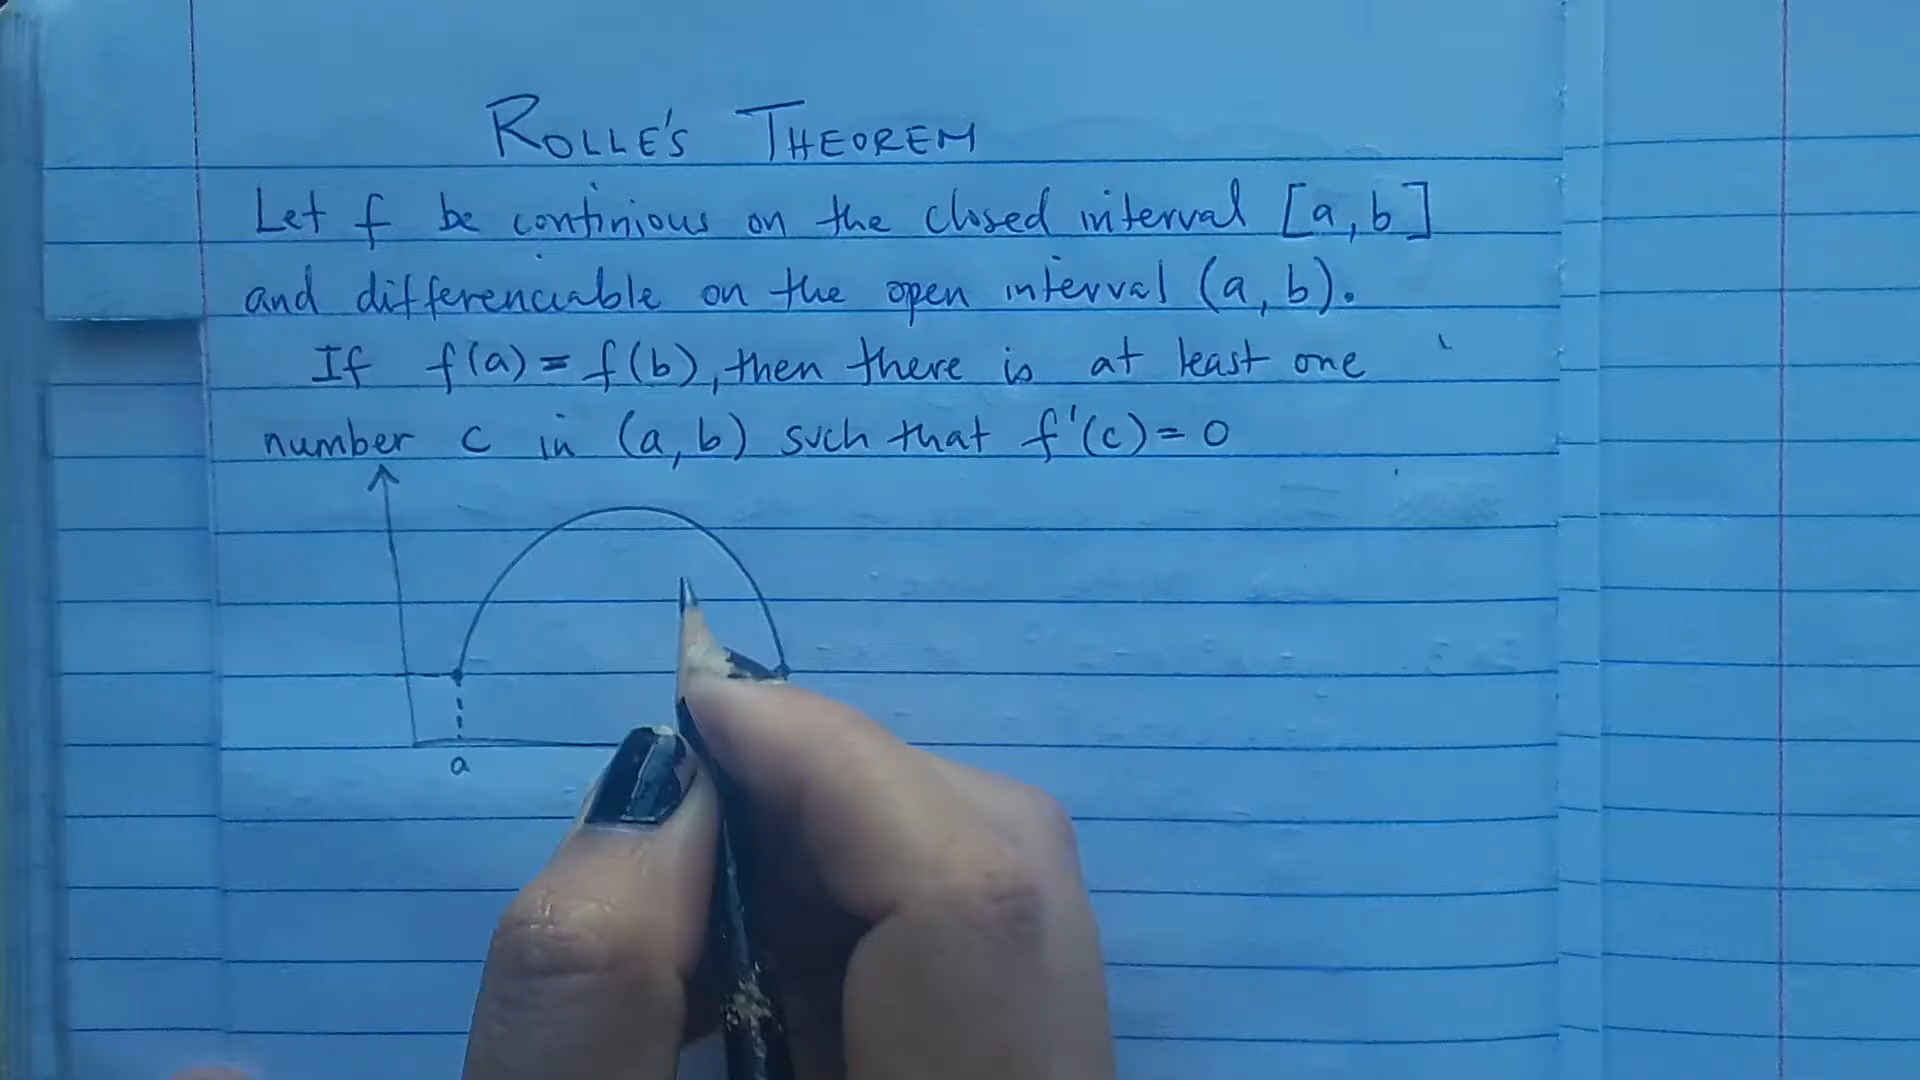 ROLLE'S THEOREM
Let f be continious on the closed interval [a, b]
and differenciable on the open interval (a, b).
If f(a) = f(b), then there is at least one
number c in (a, b) such that f'(c) = 0
a